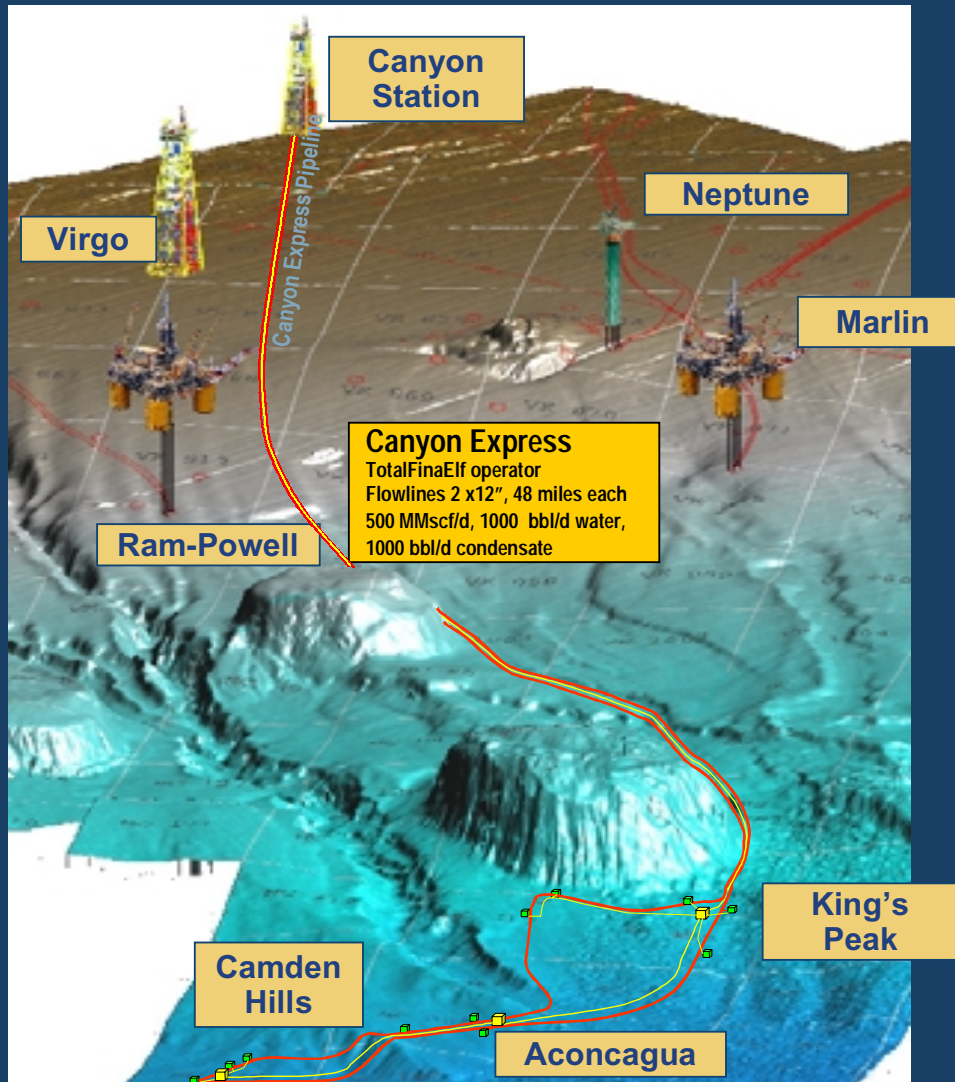 Canyon
Station
Canyon Express Pipeline
Neptune
Virgo
Marlin
Canyon Express
TotalFinaElf operator
Flowlines 2 x12”, 48 miles each
500 MMscf/d, 1000 bbl/d water,
1000 bbl/d condensate
Ram-Powell
King’s
Peak
Camden
Hills
Aconcagua